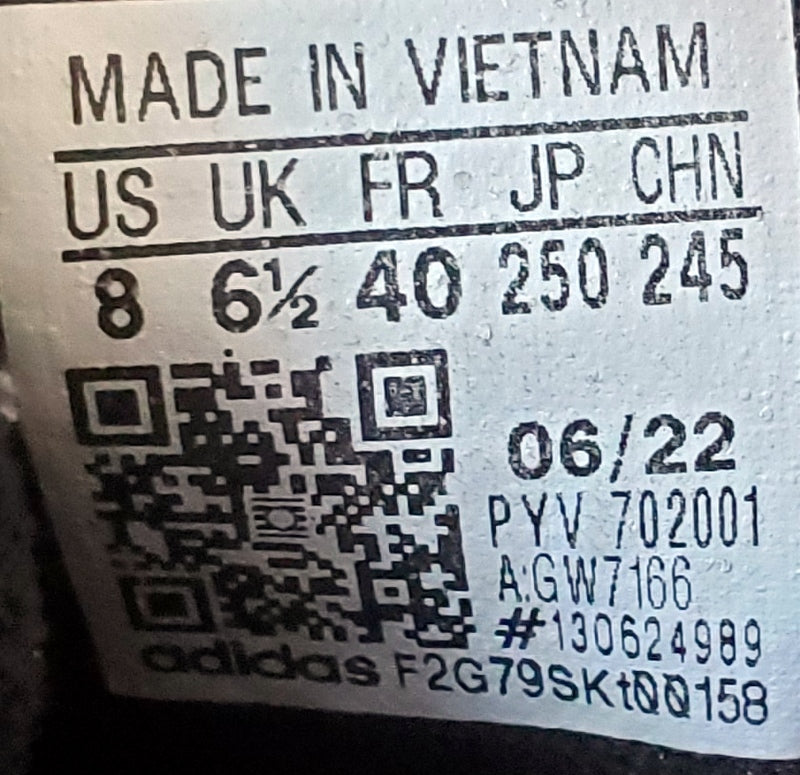 MADE IN VIETNAM
US UK FR JP CHN
8 6½ 40 250 245
06/22
PYV 702001
A:GW7166
#130624989
adidas F2G79SKt00158